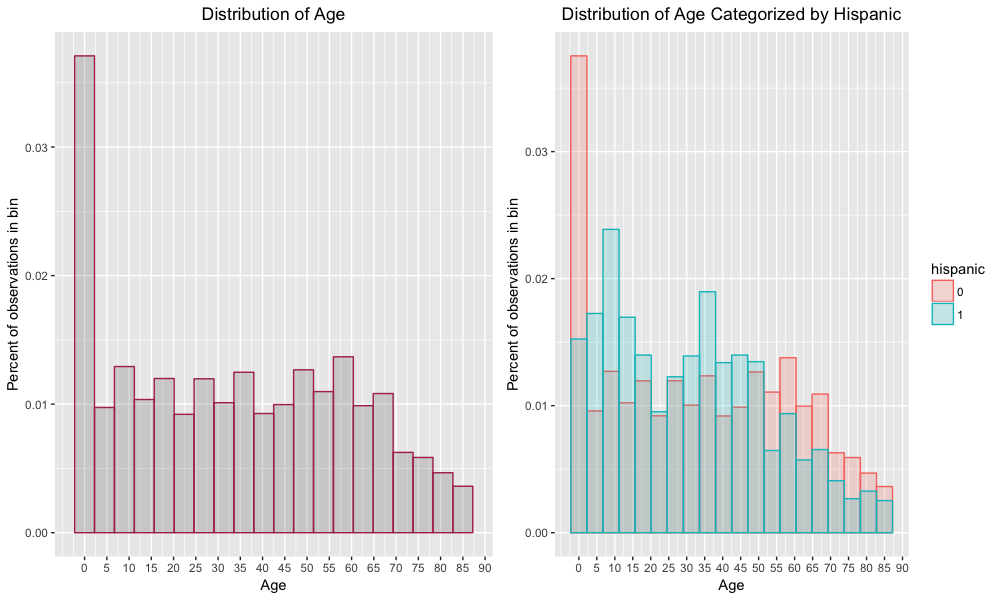 Distribution of Age
Percent of observations in bin
0.03
0.02
0.01
0.00
0 5 10 15 20 25 30 35 40 45 50 55 60 65 70 75 80 85 90
Age
Distribution of Age Categorized by Hispanic
Percent of observations in bin
0.03
0.02
0.01
0.00
0 5 10 15 20 25 30 35 40 45 50 55 60 65 70 75 80 85 90
Age
hispanic
0
1